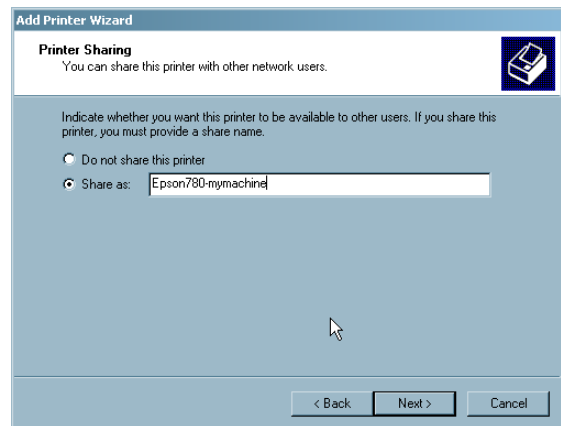 Add Printer Wizard
Printer Sharing
You can share this printer with other network users.
Indicate whether you want this printer to be available to other users. If you share this
printer, you must provide a share name.
Do not share this printer
Share as: Epson780-mymachine
< Back Next > Cancel